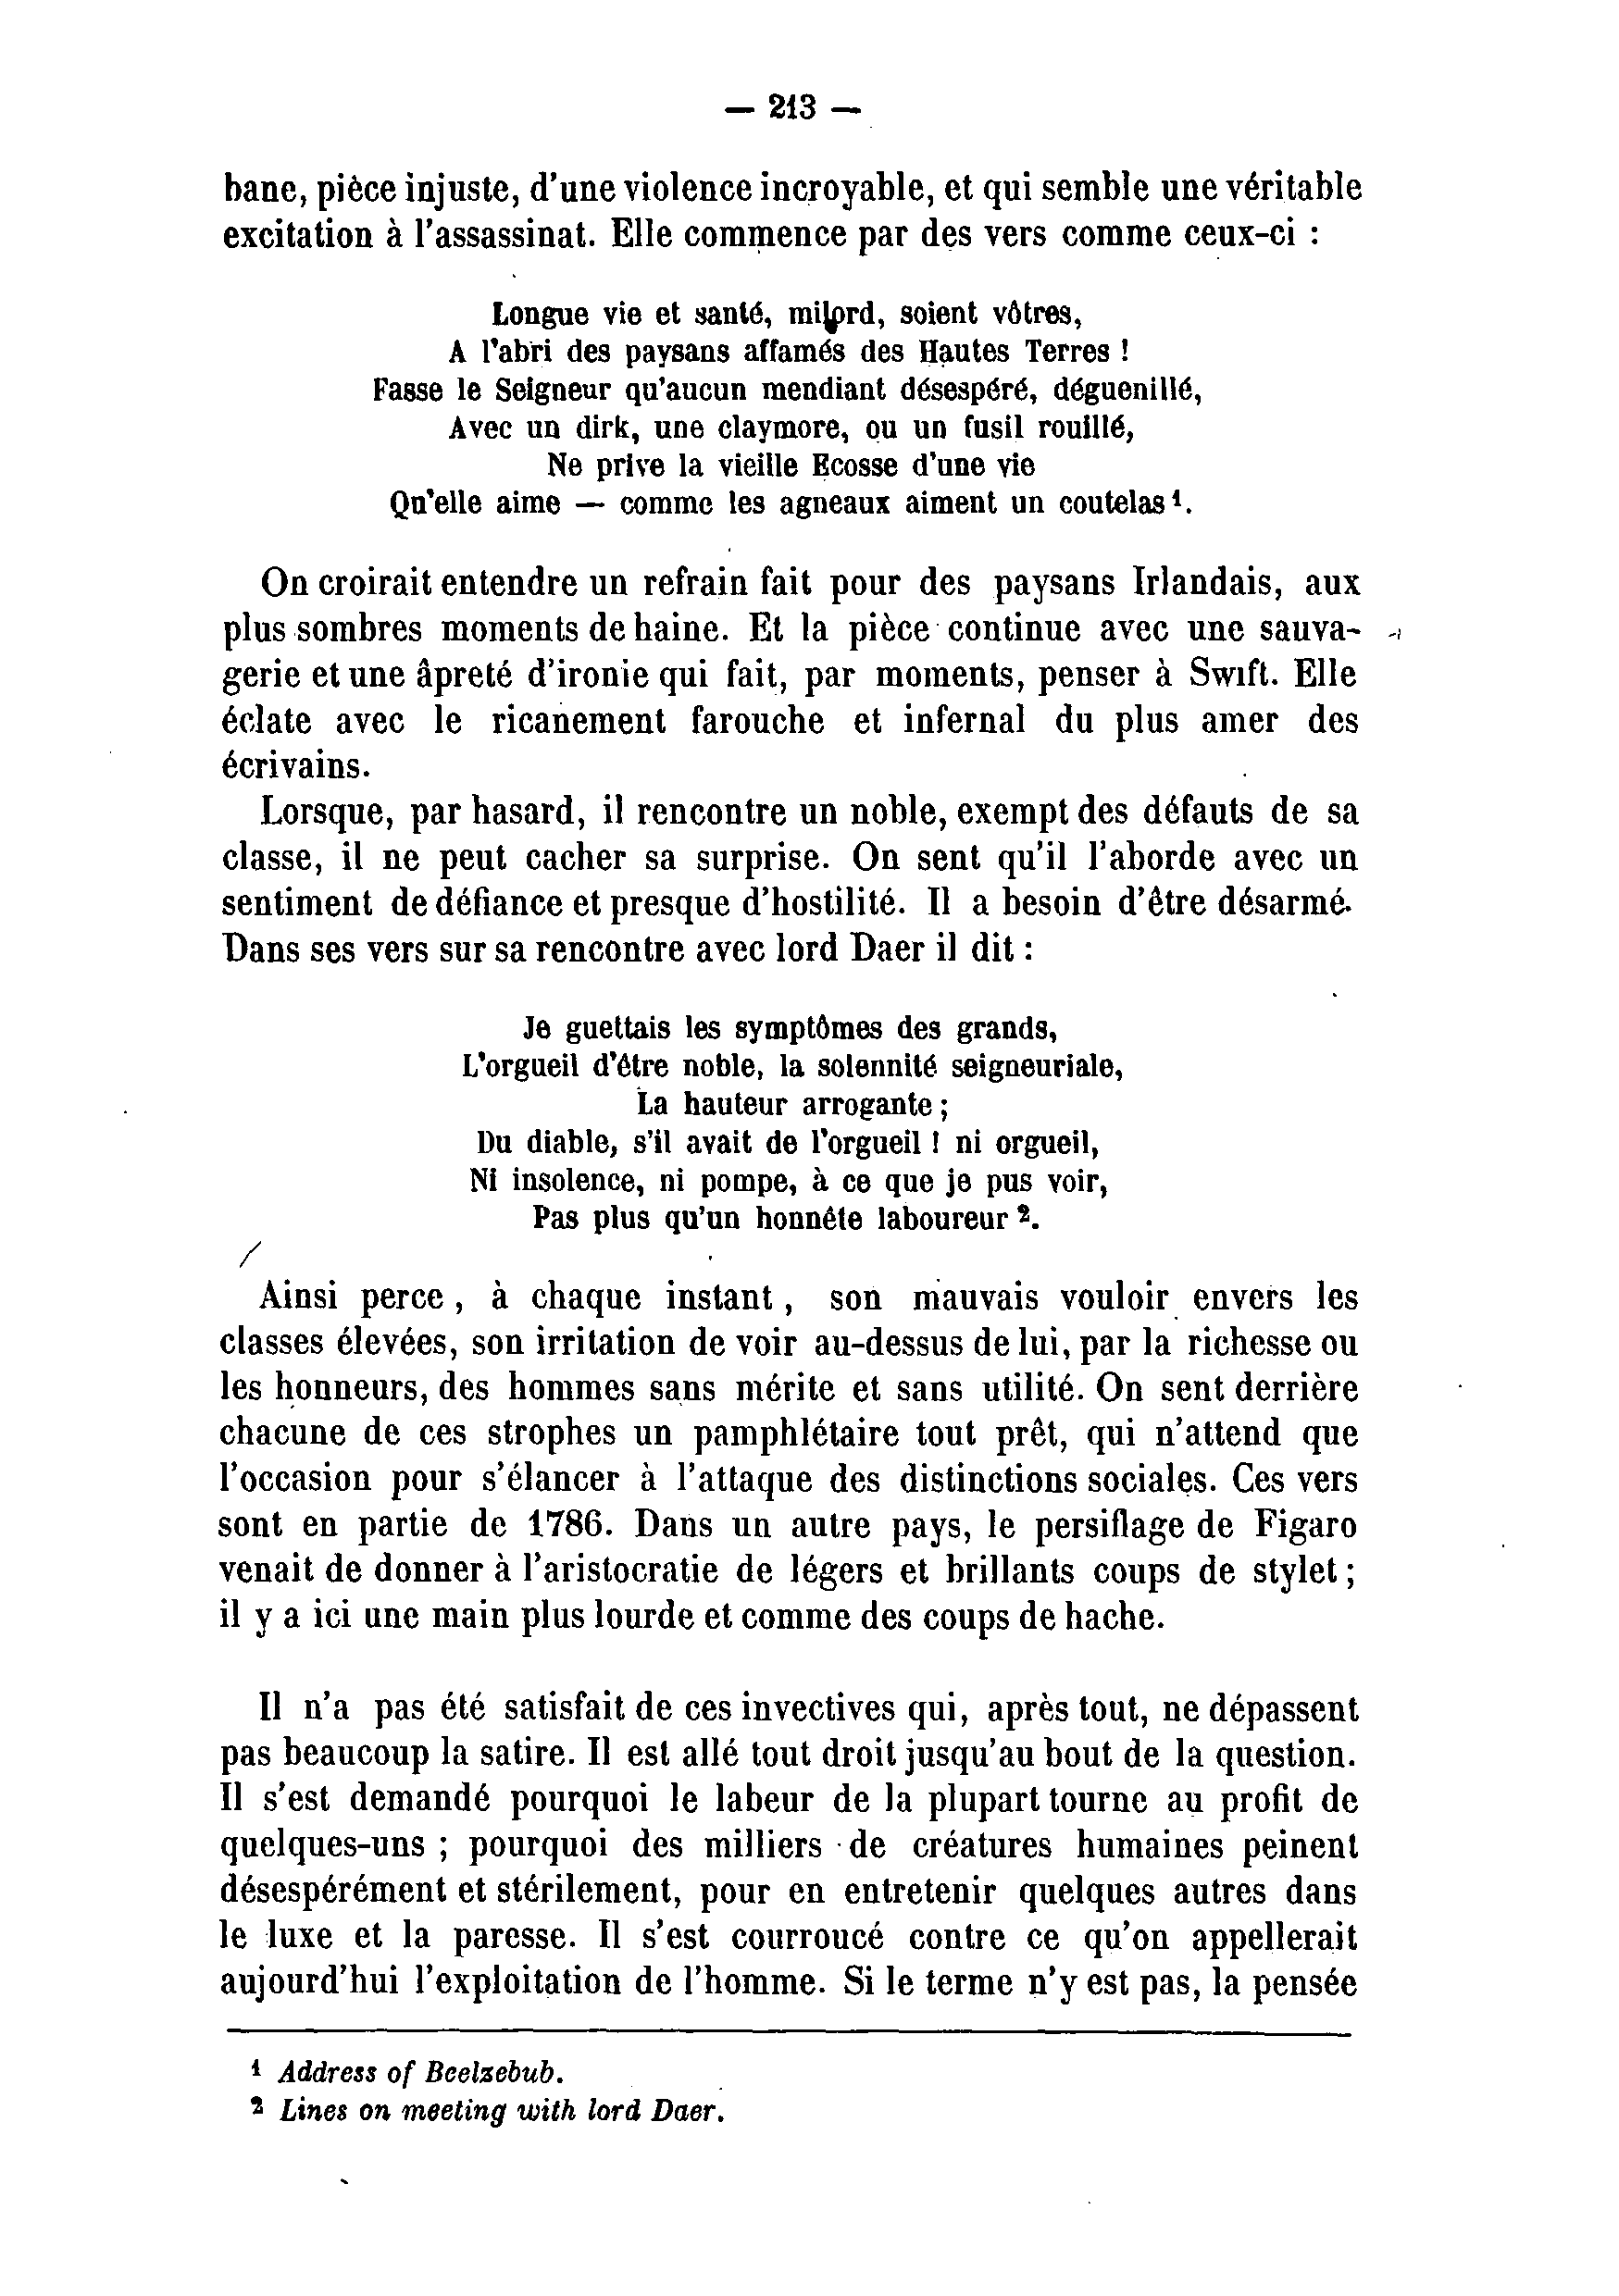 — 213 —
bane, pièce injuste, d'une violence incroyable, et qui semble une véritable
excitation à l'assassinat. Elle commence par des vers comme ceux-ci :
Longue vie et santé, milord, soient vôtres,
A l'abri des paysans affamés des Hautes Terres !
Fasse le Seigneur qu'aucun mendiant désespéré, déguenillé,
Avec un dirk, une claymore, ou un fusil rouillé,
Ne prive la vieille Ecosse d'une vie
Qu'elle aime — comme les agneaux aiment un coutelas ¹.
On croirait entendre un refrain fait pour des paysans Irlandais, aux
plus sombres moments de haine. Et la pièce continue avec une sauva-
gerie et une âpreté d'ironie qui fait, par moments, penser à Swift. Elle
éclate avec le ricanement farouche et infernal du plus amer des
écrivains.
Lorsque, par hasard, il rencontre un noble, exempt des défauts de sa
classe, il ne peut cacher sa surprise. On sent qu'il l'aborde avec un
sentiment de défiance et presque d'hostilité. Il a besoin d'être désarmé.
Dans ses vers sur sa rencontre avec lord Daer il dit :
Je guettais les symptômes des grands,
L'orgueil d'être noble, la solennité seigneuriale,
La hauteur arrogante ;
Du diable, s'il avait de l'orgueil ! ni orgueil,
Ni insolence, ni pompe, à ce que je pus voir,
Pas plus qu'un honnête laboureur ².
Ainsi perce, à chaque instant, son mauvais vouloir envers les
classes élevées, son irritation de voir au-dessus de lui, par la richesse ou
les honneurs, des hommes sans mérite et sans utilité. On sent derrière
chacune de ces strophes un pamphlétaire tout prêt, qui n'attend que
l'occasion pour s'élancer à l'attaque des distinctions sociales. Ces vers
sont en partie de 1786. Dans un autre pays, le persiflage de Figaro
venait de donner à l'aristocratie de légers et brillants coups de stylet ;
il y a ici une main plus lourde et comme des coups de hache.
Il n'a pas été satisfait de ces invectives qui, après tout, ne dépassent
pas beaucoup la satire. Il est allé tout droit jusqu'au bout de la question.
Il s'est demandé pourquoi le labeur de la plupart tourne au profit de
quelques-uns ; pourquoi des milliers de créatures humaines peinent
désespérément et stérilement, pour en entretenir quelques autres dans
le luxe et la paresse. Il s'est courroucé contre ce qu'on appellerait
aujourd'hui l'exploitation de l'homme. Si le terme n'y est pas, la pensée
¹ Address of Beelzebub.
² Lines on meeting with lord Daer.